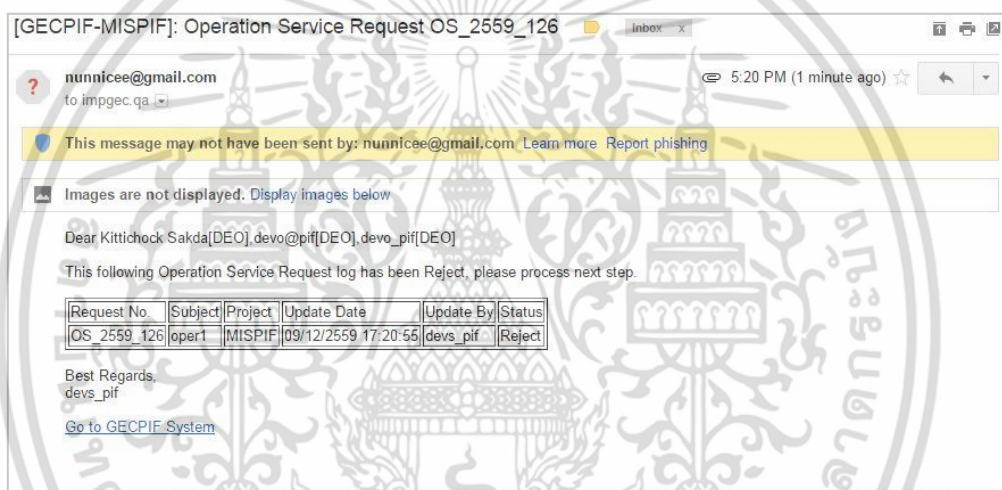 [GECPIF-MISPIF]: Operation Service Request OS_2559_126 Inbox x
nunnicee@gmail.com 5:20 PM (1 minute ago)
to impgec.qa
This message may not have been sent by: nunnicee@gmail.com Learn more Report phishing
Images are not displayed. Display images below
Dear Kittichock Sakda[DEO],devo@pif[DEO],devo_pif[DEO]
This following Operation Service Request log has been Reject, please process next step.
Request No. Subject Project Update Date Update By Status
OS_2559_126 oper1 MISPIF 09/12/2559 17:20:55 devs_pif Reject
Best Regards,
devs_pif
Go to GECPIF System